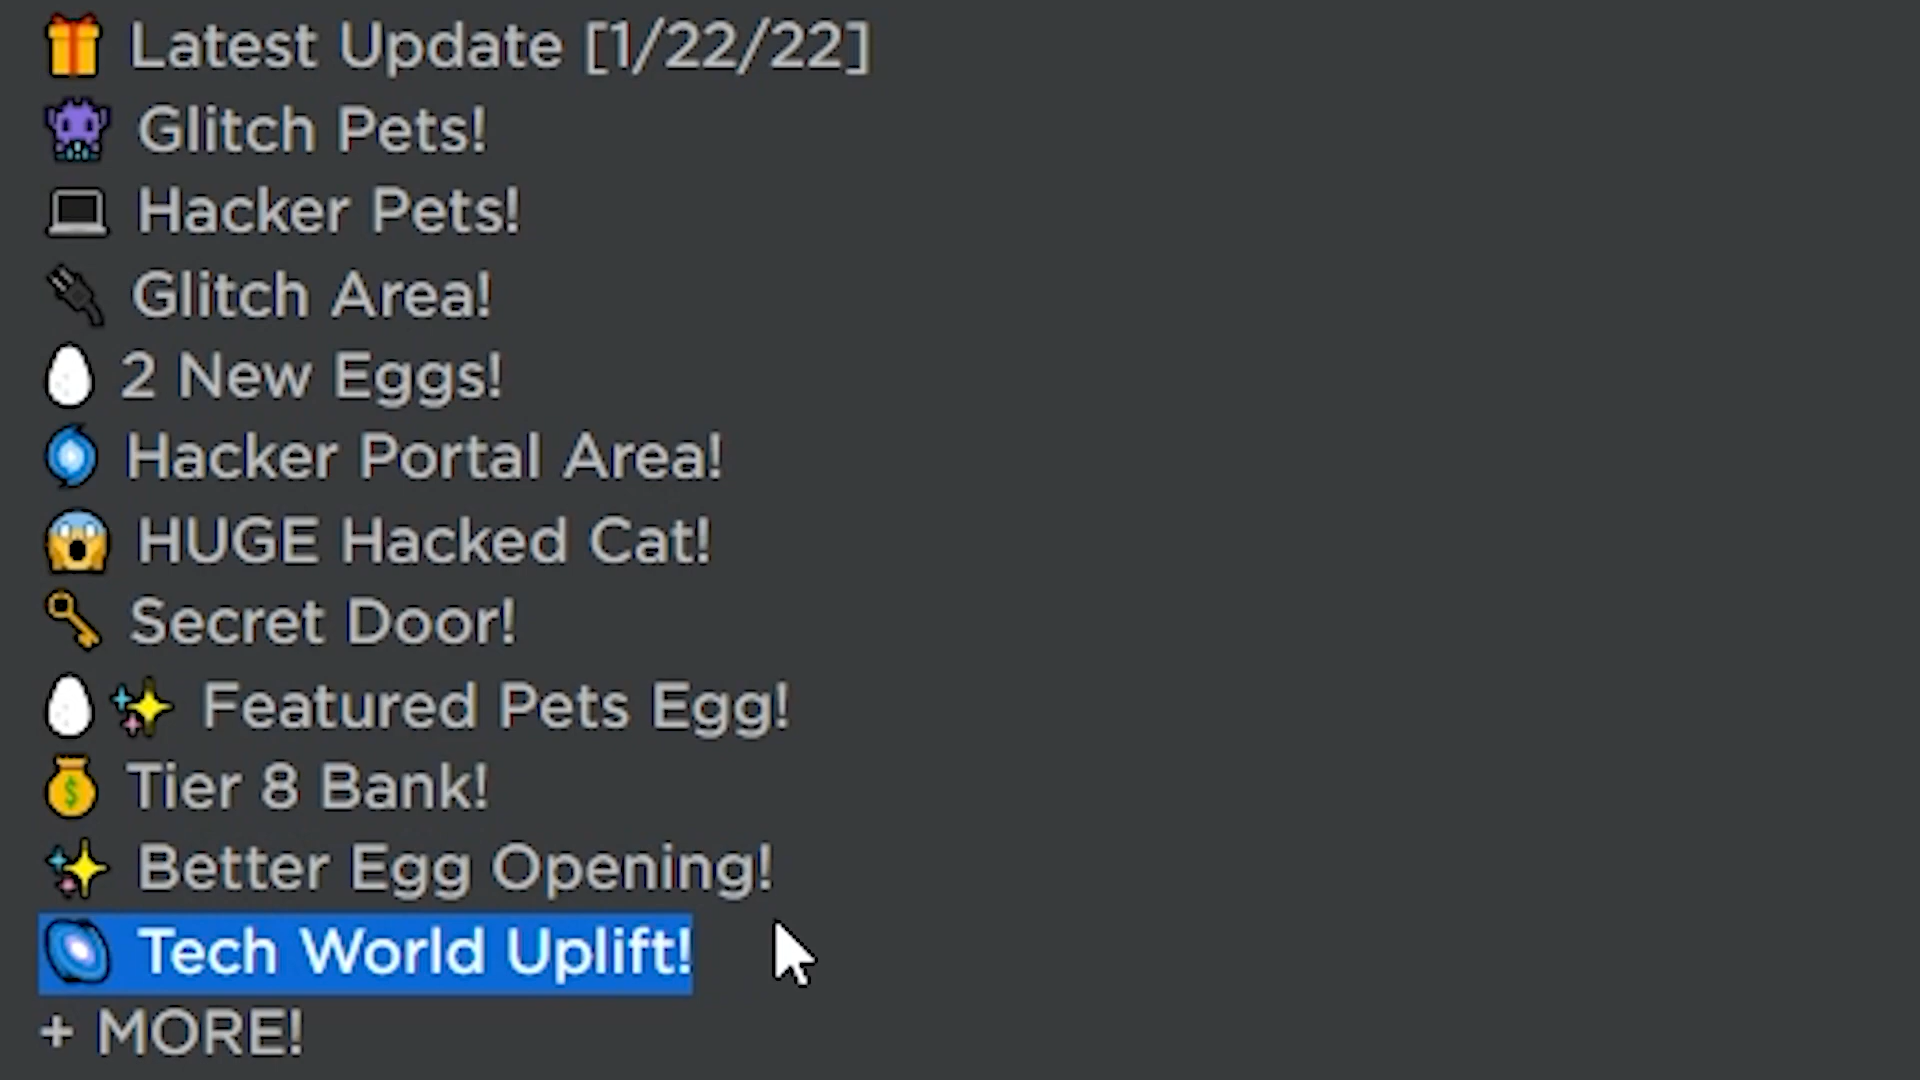 🎁 Latest Update [1/22/22]
👾 Glitch Pets!
💻 Hacker Pets!
🔌 Glitch Area!
🥚 2 New Eggs!
🌀 Hacker Portal Area!
😱 HUGE Hacked Cat!
🔑 Secret Door!
🥚✨ Featured Pets Egg!
💰 Tier 8 Bank!
✨ Better Egg Opening!
🌌 Tech World Uplift!
+ MORE!